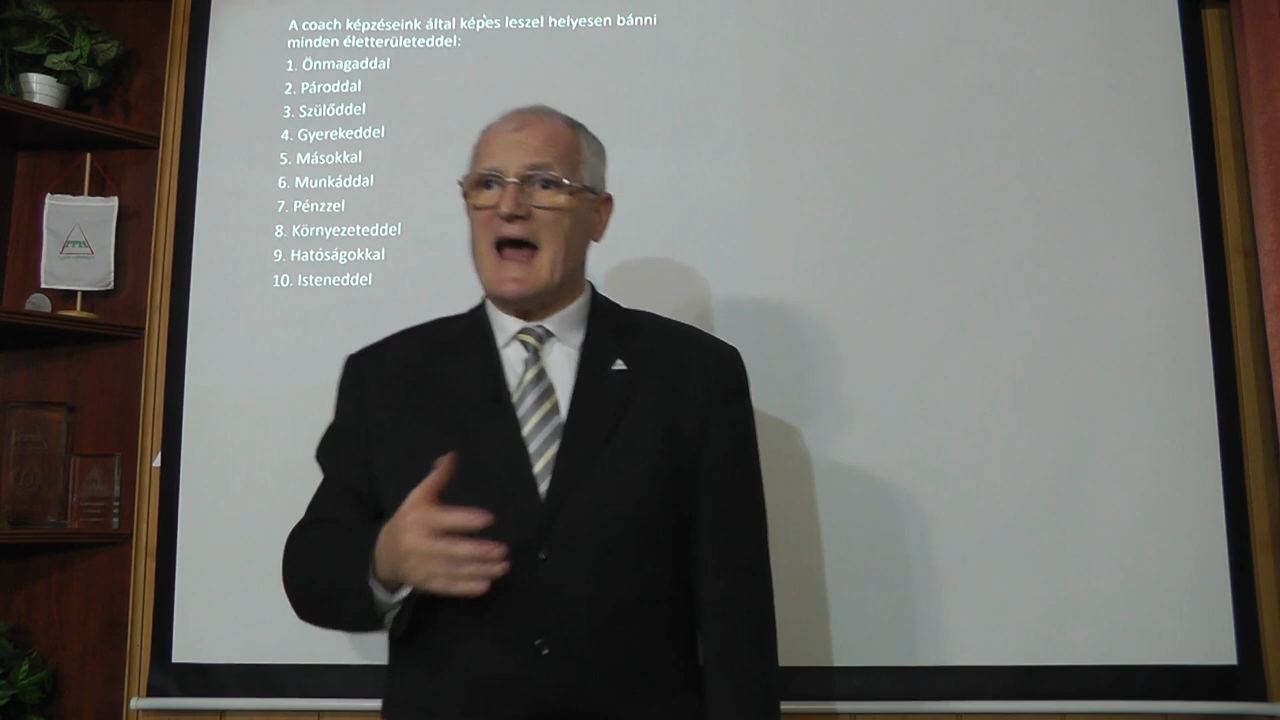 A coach képzéseink által képes leszel helyesen bánni
minden életterületeddel:
1. Önmagaddal
2. Pároddal
3. Szülőddel
4. Gyerekeddel
5. Másokkal
6. Munkáddal
7. Pénzzel
8. Környezeteddel
9. Hatóságokkal
10. Isteneddel